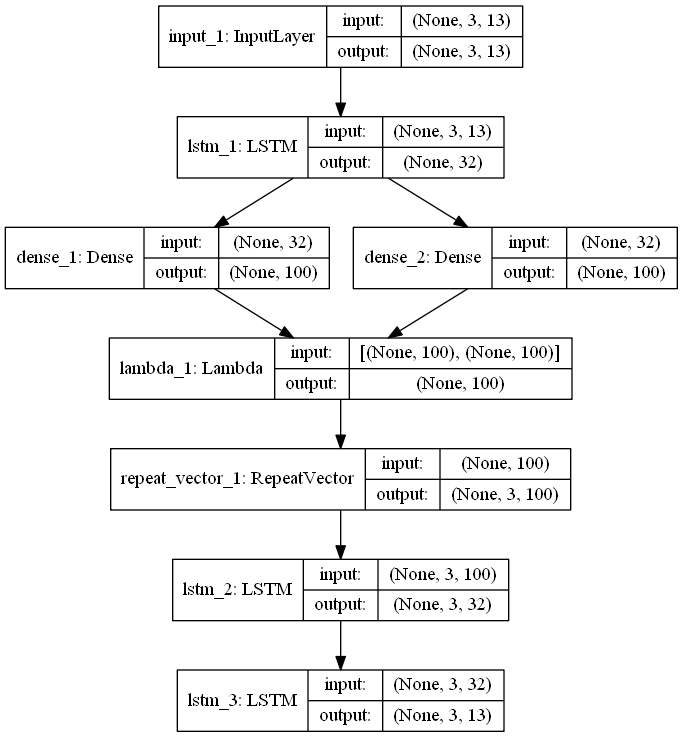 input_1: InputLayer
input: (None, 3, 13)
output: (None, 3, 13)
lstm_1: LSTM
input: (None, 3, 13)
output: (None, 32)
dense_1: Dense
input: (None, 32)
output: (None, 100)
dense_2: Dense
input: (None, 32)
output: (None, 100)
lambda_1: Lambda
input: [(None, 100), (None, 100)]
output: (None, 100)
repeat_vector_1: RepeatVector
input: (None, 100)
output: (None, 3, 100)
lstm_2: LSTM
input: (None, 3, 100)
output: (None, 3, 32)
lstm_3: LSTM
input: (None, 3, 32)
output: (None, 3, 13)